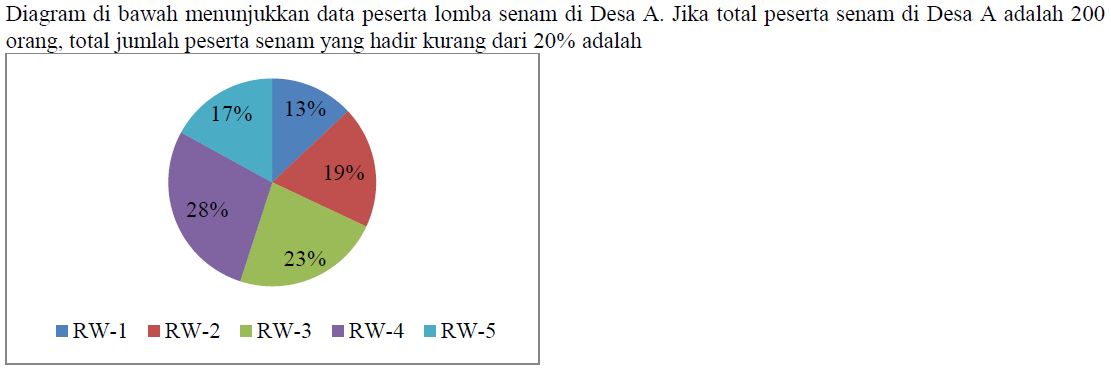 Diagram di bawah menunjukkan data peserta lomba senam di Desa A. Jika total peserta senam di Desa A adalah 200
orang, total jumlah peserta senam yang hadir kurang dari 20% adalah
17% 13%
19%
28%
23%
RW-1 RW-2 RW-3 RW-4 RW-5